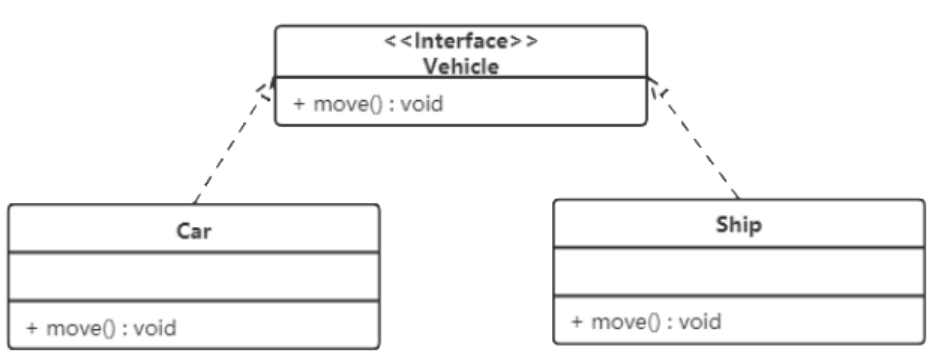 <<Interface>>
Vehicle
+ move() : void
Car
+ move() : void
Ship
+ move() : void